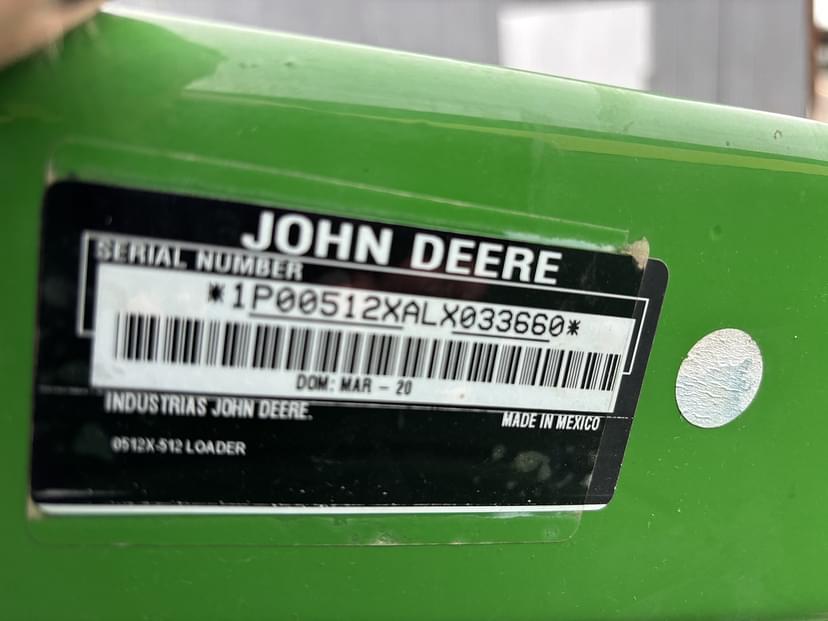 JOHN DEERE
SERIAL NUMBER
*1P00512XALX033660*
DOM: MAR - 20
INDUSTRIAS JOHN DEERE.
MADE IN MEXICO
0512X-512 LOADER